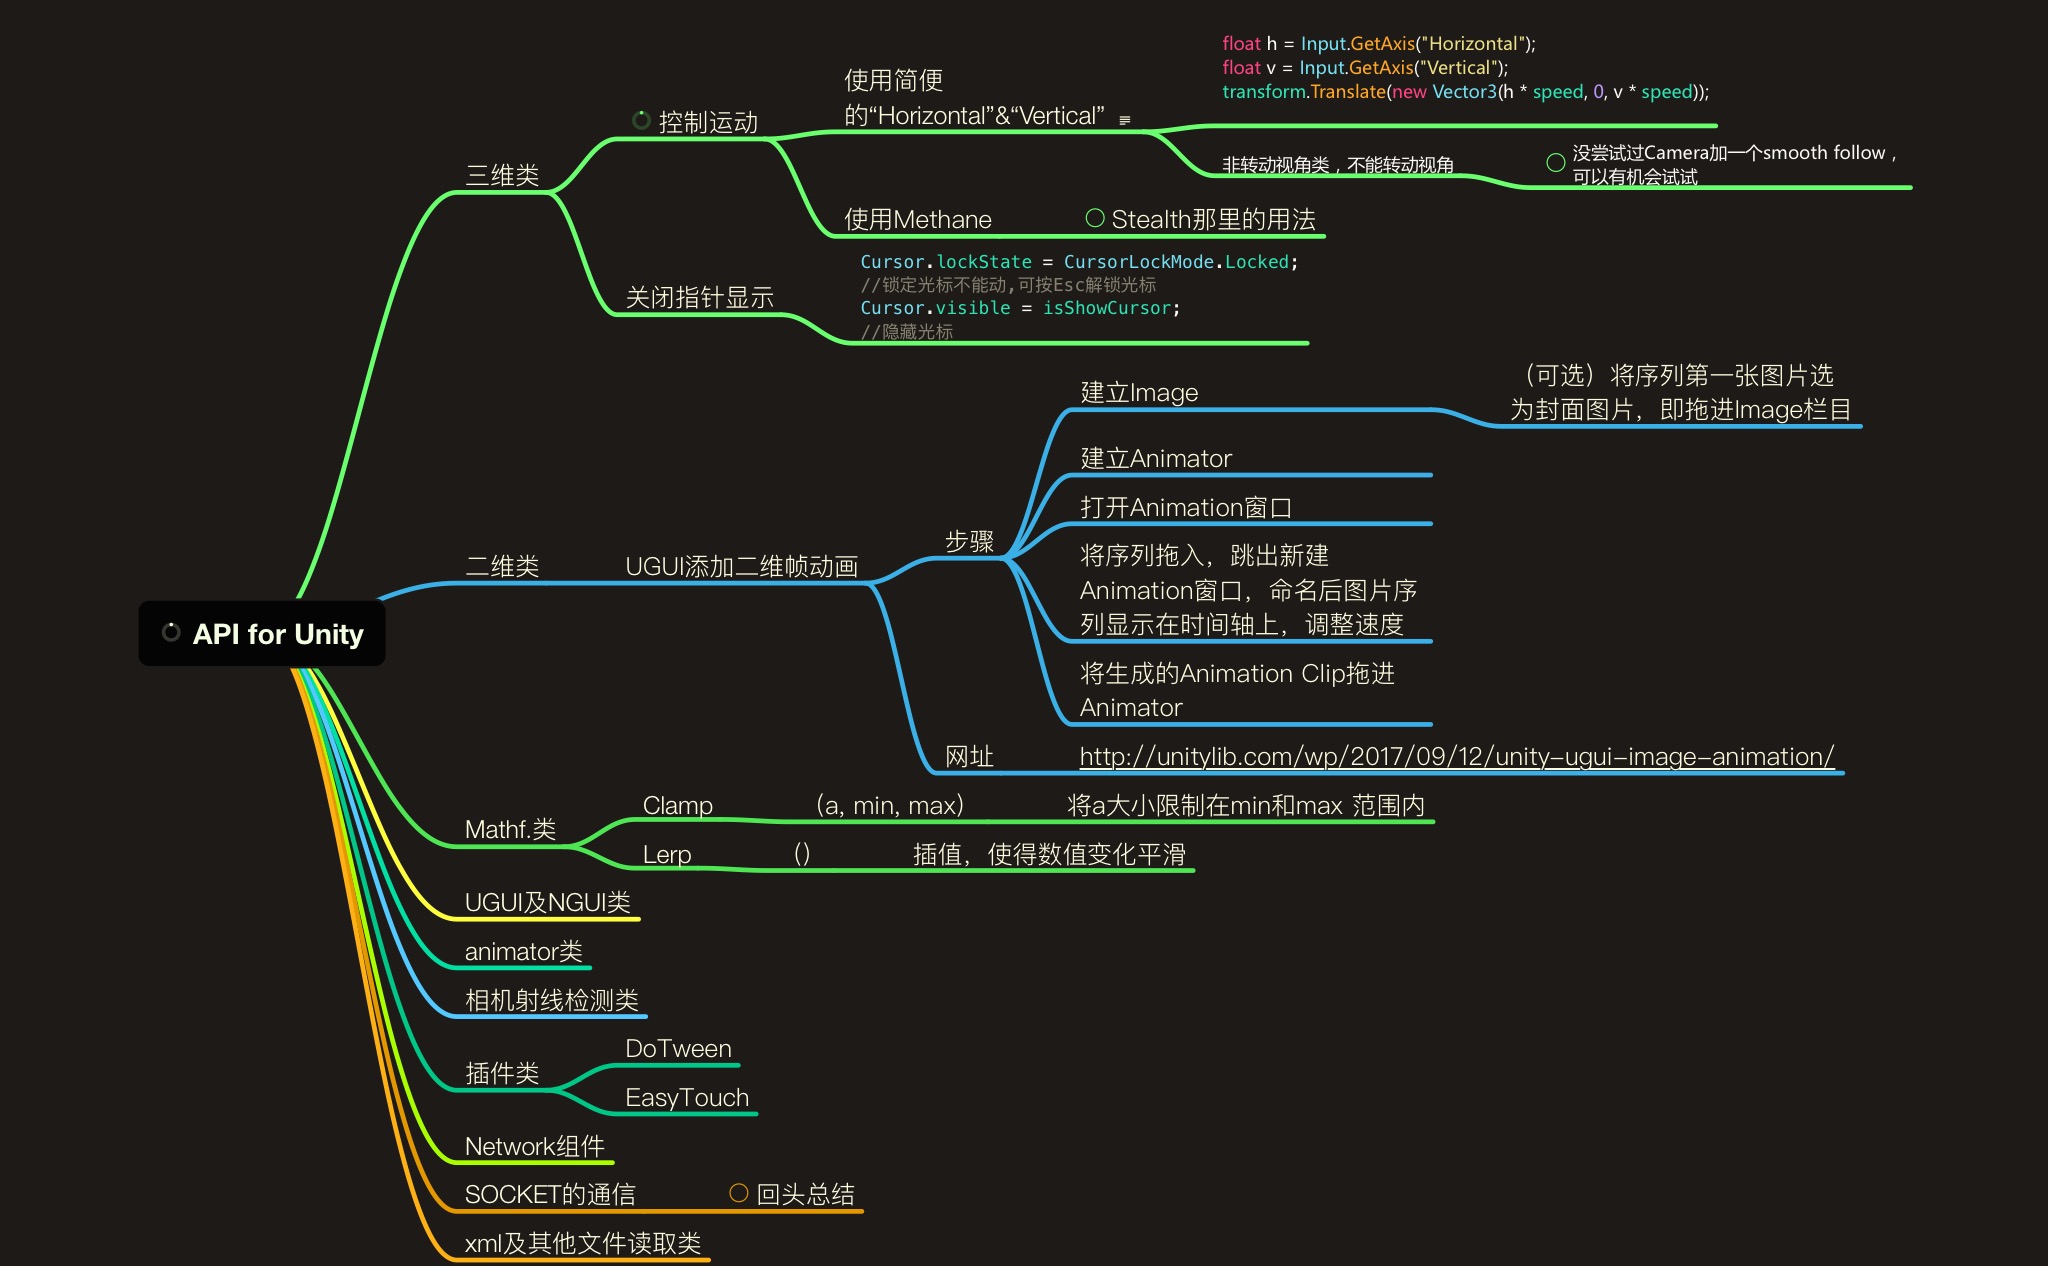 float h = Input.GetAxis("Horizontal");
float v = Input.GetAxis("Vertical");
transform.Translate(new Vector3(h * speed, 0, v * speed));
使用简便
的“Horizontal”&“Vertical”
控制运动
没尝试过Camera加一个smooth follow，
可以有机会试试
非转动视角类，不能转动视角
三维类
使用Methane
Stealth那里的用法
Cursor.lockState = CursorLockMode.Locked;
//锁定光标不能动,可按Esc解锁光标
Cursor.visible = isShowCursor;
//隐藏光标
关闭指针显示
建立Image
（可选）将序列第一张图片选
为封面图片，即拖进Image栏目
建立Animator
打开Animation窗口
步骤
将序列拖入，跳出新建
Animation窗口，命名后图片序
列显示在时间轴上，调整速度
二维类
UGUI添加二维帧动画
API for Unity
将生成的Animation Clip拖进
Animator
网址
http://unitylib.com/wp/2017/09/12/unity-ugui-image-animation/
Mathf.类
Clamp
（a, min, max）
将a大小限制在min和max 范围内
Lerp
()
插值，使得数值变化平滑
UGUI及NGUI类
animator类
相机射线检测类
插件类
DoTween
EasyTouch
Network组件
SOCKET的通信
回头总结
xml及其他文件读取类